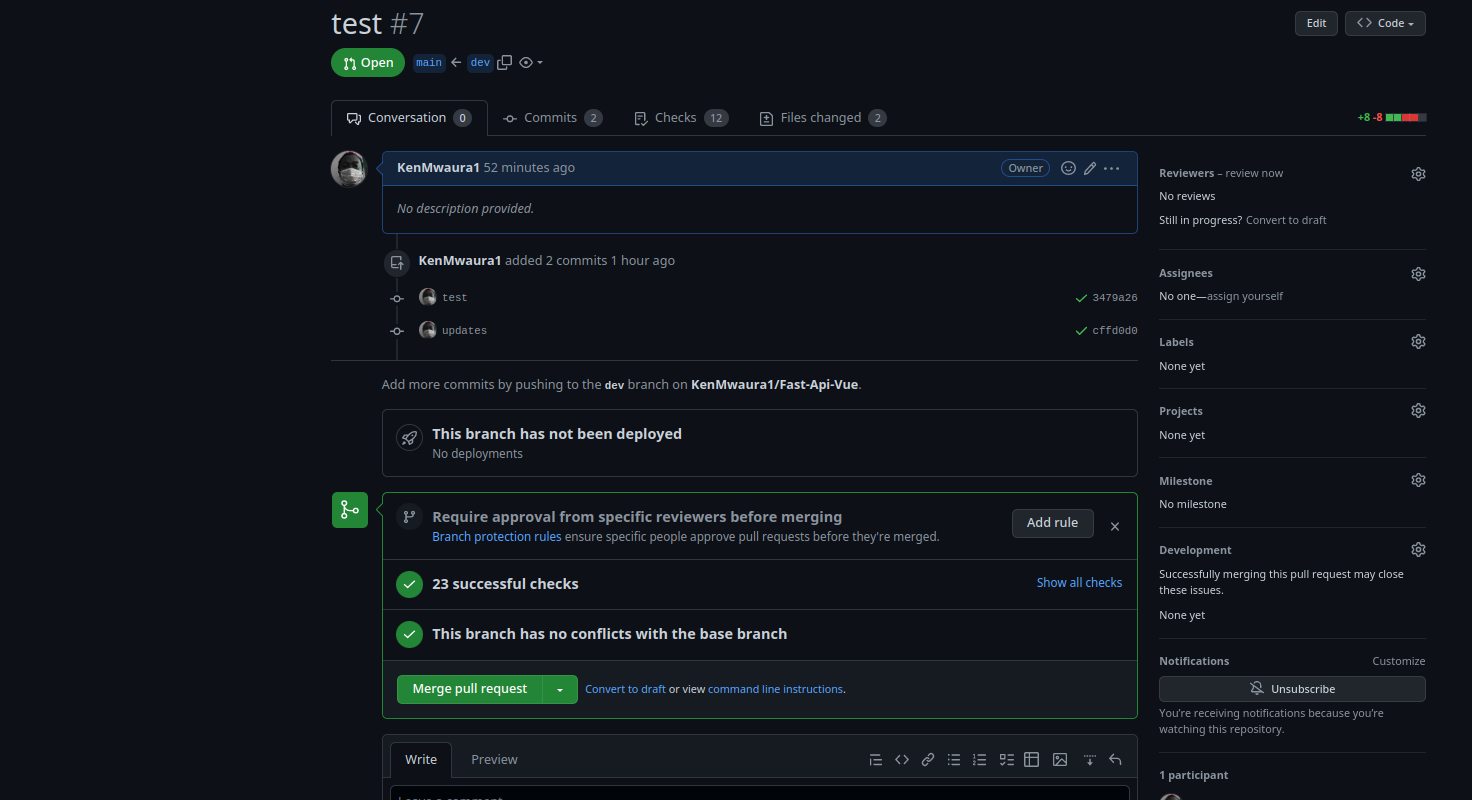 test #7
Edit
Code
Open
main
dev
Conversation 0
Commits 2
Checks 12
Files changed 2
+8 -8
KenMwaura1 52 minutes ago
Owner
No description provided.
KenMwaura1 added 2 commits 1 hour ago
test
3479a26
updates
cffd0d0
Add more commits by pushing to the dev branch on KenMwaura1/Fast-Api-Vue.
This branch has not been deployed
No deployments
Require approval from specific reviewers before merging
Branch protection rules ensure specific people approve pull requests before they're merged.
Add rule
23 successful checks
Show all checks
This branch has no conflicts with the base branch
Merge pull request
Convert to draft or view command line instructions.
Write
Preview
Leave a comment
Reviewers – review now
No reviews
Still in progress? Convert to draft
Assignees
No one—assign yourself
Labels
None yet
Projects
None yet
Milestone
No milestone
Development
Successfully merging this pull request may close
these issues.
None yet
Notifications
Customize
Unsubscribe
You're receiving notifications because you're
watching this repository.
1 participant